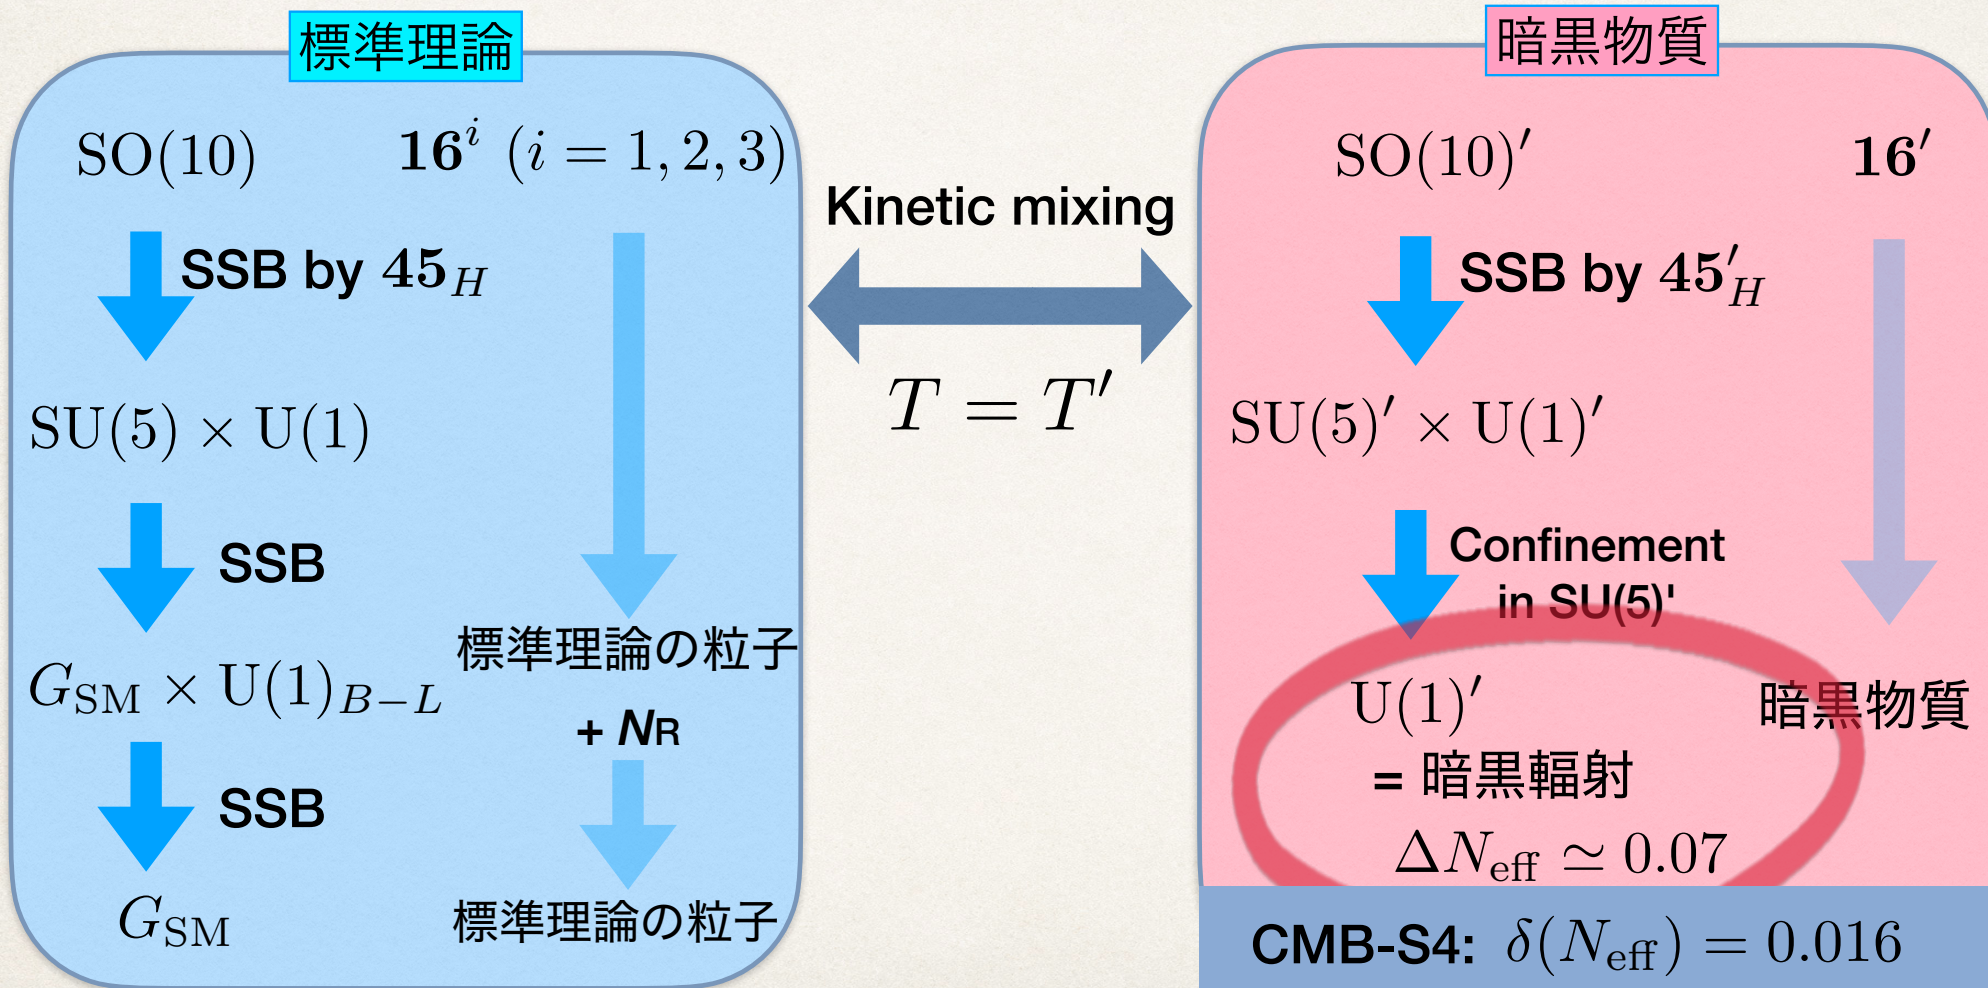 標準理論
SO(10)
16^i (i = 1, 2, 3)
SSB by 45_H
SU(5) × U(1)
SSB
標準理論の粒子
G_SM × U(1)_{B−L}
+ NR
SSB
G_SM
標準理論の粒子
Kinetic mixing
T = T′
暗黒物質
SO(10)′
16′
SSB by 45′_H
SU(5)′ × U(1)′
Confinement
in SU(5)'
U(1)′
暗黒物質
= 暗黒輻射
ΔN_eff ≃ 0.07
CMB-S4: δ(N_eff) = 0.016